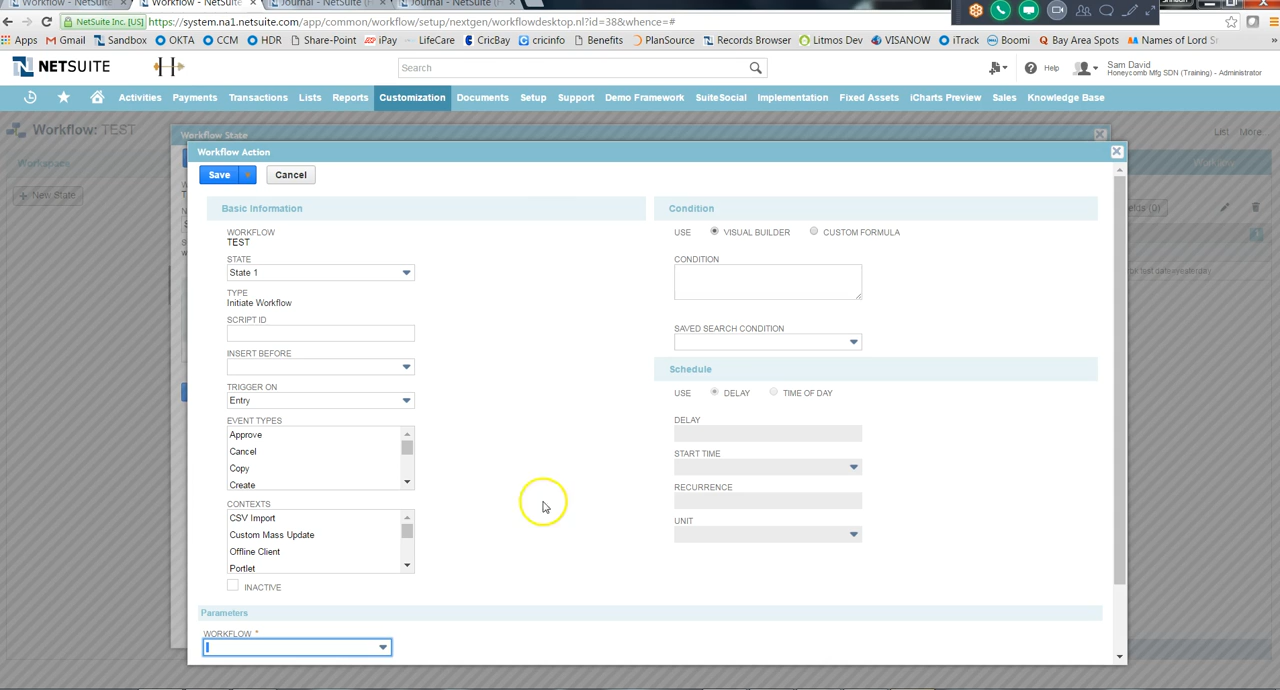 Workflow - NetSuite
Workflow - NetSuite
Journal - NetSuite (
Journal - NetSuite (
NetSuite Inc. [US] https://system.na1.netsuite.com/app/common/workflow/setup/nextgen/workflowdesktop.nl?id=38&whence=#
Apps Gmail Sandbox OKTA CCM HDR Share-Point iPay LifeCare CricBay Benefits PlanSource Records Browser Litmos Dev VISANOW iTrack Boomi Bay Area Spots Names of Lord
NETSUITE
Search
Help
Sam David
Honeycomb Mfg SDN (Training) - Administrator
Activities Payments Transactions Lists Reports Customization Documents Setup Support Demo Framework SuiteSocial Implementation Fixed Assets iCharts Preview Sales Knowledge Base
Workflow: TEST
List More...
Workflow State
Workspace
Workflow
New State
Workflow Action
Save
Cancel
Basic Information
WORKFLOW
TEST
STATE
State 1
TYPE
Initiate Workflow
SCRIPT ID
INSERT BEFORE
TRIGGER ON
Entry
EVENT TYPES
Approve
Cancel
Copy
Create
CONTEXTS
CSV Import
Custom Mass Update
Offline Client
Portlet
INACTIVE
Parameters
WORKFLOW *
Condition
USE VISUAL BUILDER CUSTOM FORMULA
CONDITION
SAVED SEARCH CONDITION
Schedule
USE DELAY TIME OF DAY
DELAY
START TIME
RECURRENCE
UNIT